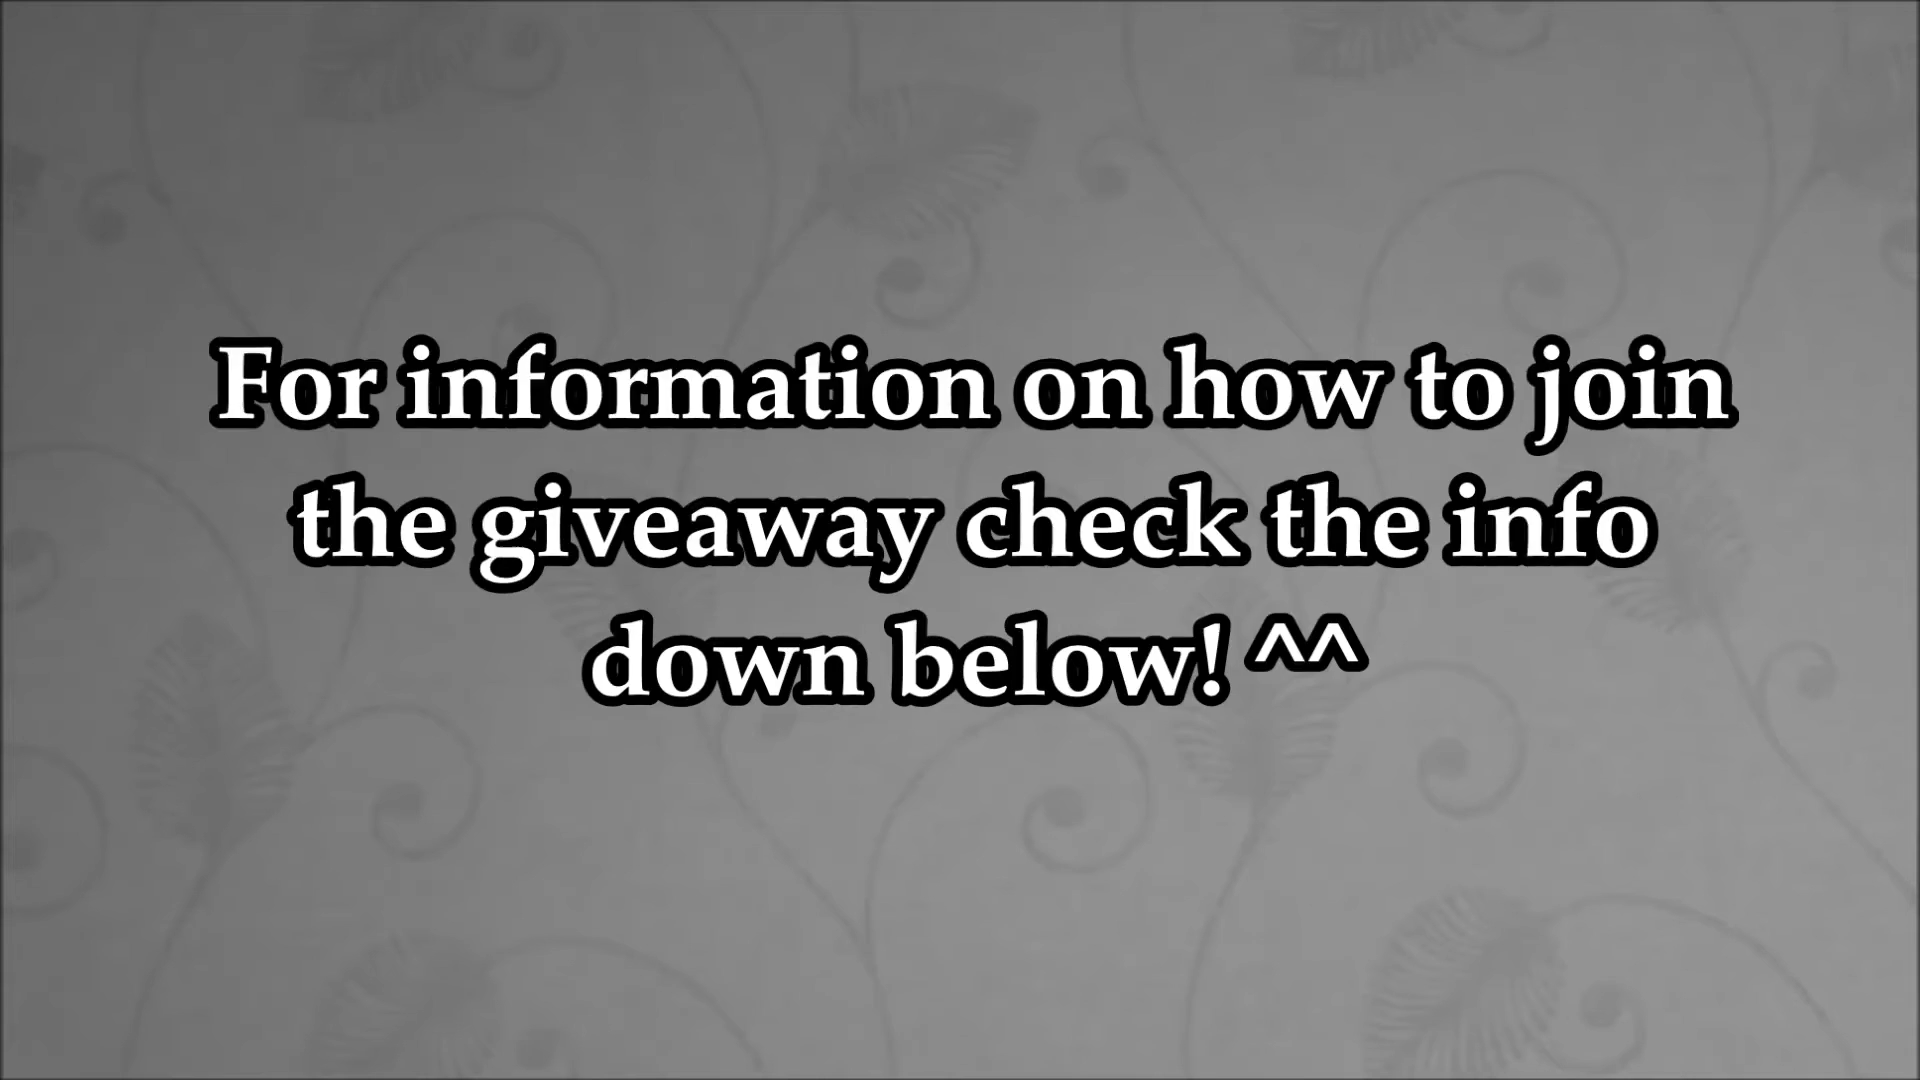 For information on how to join
the giveaway check the info
down below! ^^